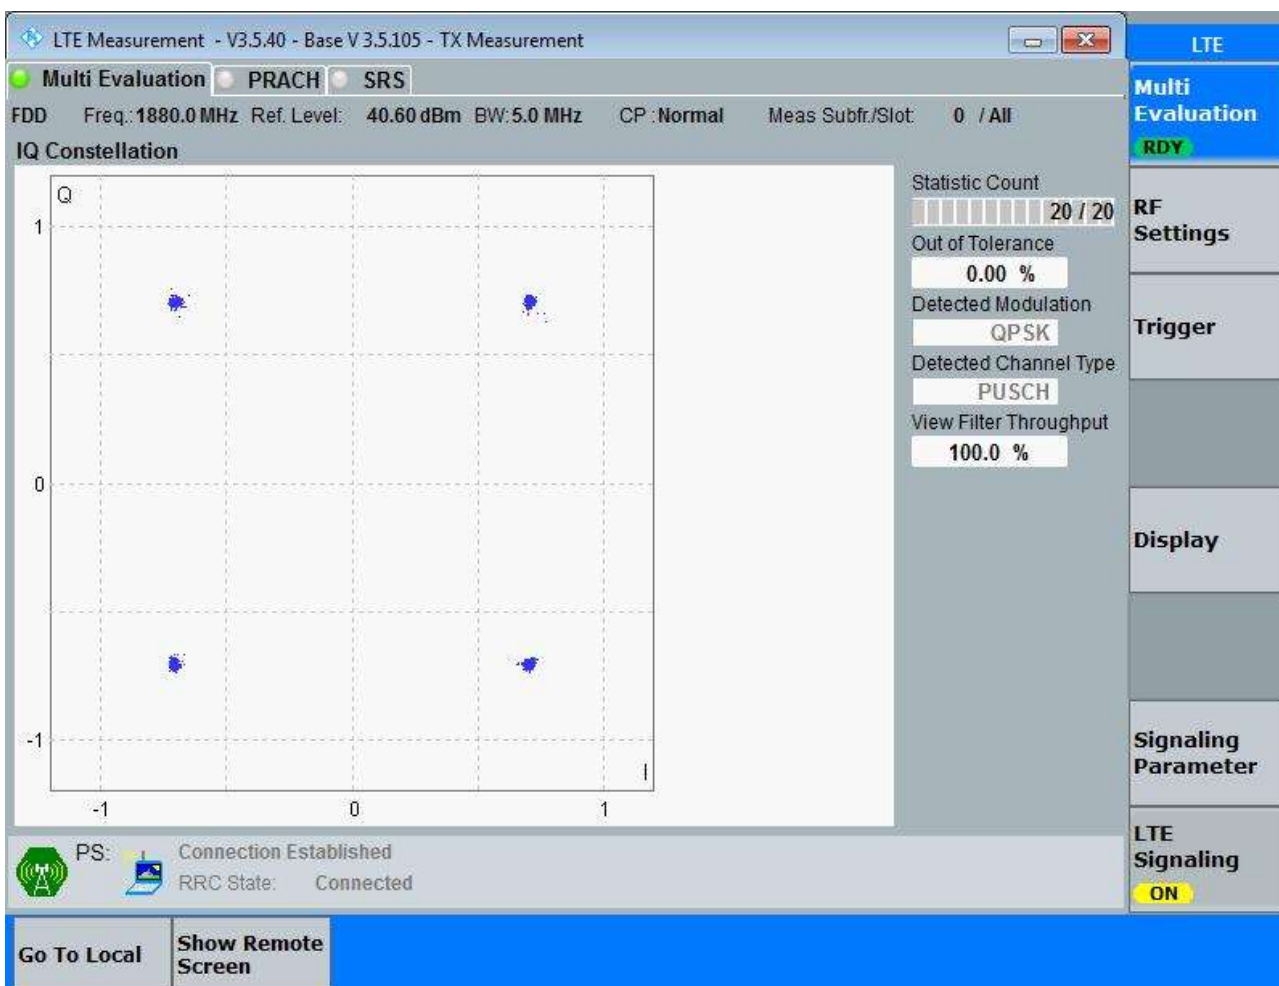 LTE Measurement - V3.5.40 - Base V 3.5.105 - TX Measurement
LTE
Multi Evaluation PRACH SRS
FDD Freq.: 1880.0 MHz Ref. Level: 40.60 dBm BW: 5.0 MHz CP : Normal Meas Subfr./Slot: 0 / All
IQ Constellation
Q
1
0
-1
-1 0 1
I
Statistic Count
20 / 20
Out of Tolerance
0.00 %
Detected Modulation
QPSK
Detected Channel Type
PUSCH
View Filter Throughput
100.0 %
Multi
Evaluation
RDY
RF
Settings
Trigger
Display
Signaling
Parameter
LTE
Signaling
ON
PS: Connection Established
RRC State: Connected
Go To Local
Show Remote
Screen